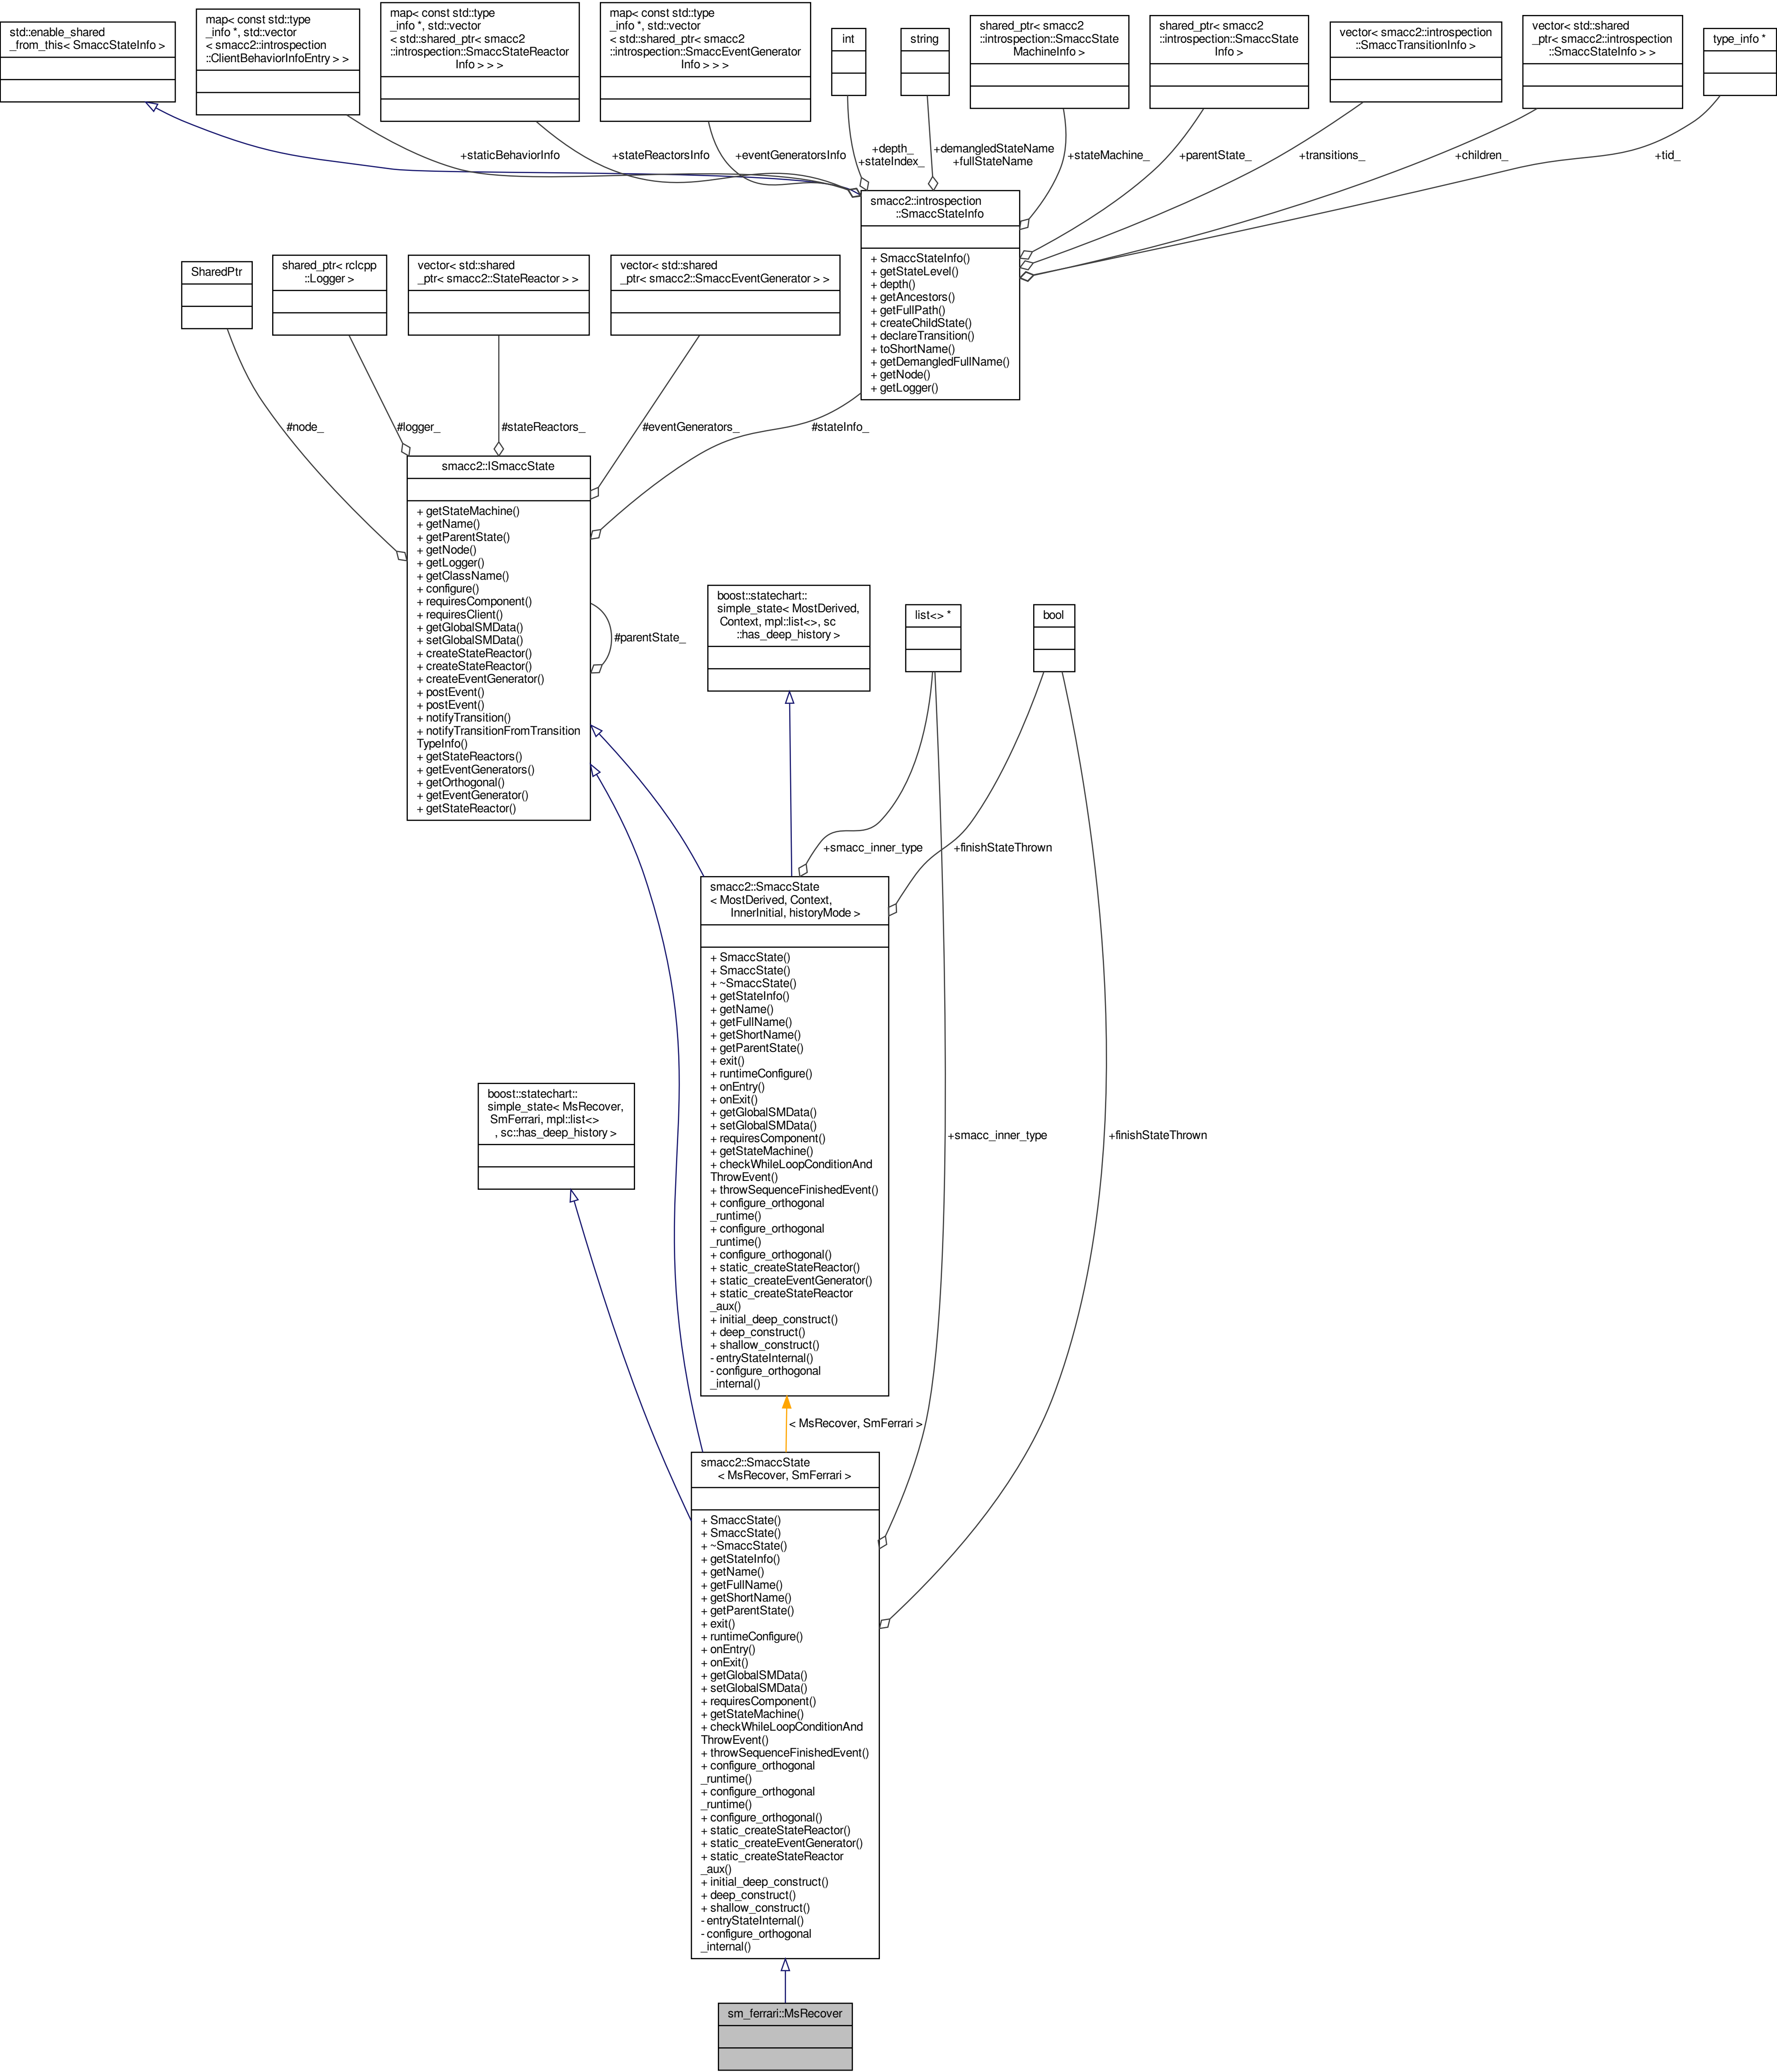 std::enable_shared
_from_this< SmaccStateInfo >
map< const std::type
_info *, std::vector
< smacc2::introspection
::ClientBehaviorInfoEntry > >
map< const std::type
_info *, std::vector
< std::shared_ptr< smacc2
::introspection::SmaccStateReactor
Info > > >
map< const std::type
_info *, std::vector
< std::shared_ptr< smacc2
::introspection::SmaccEventGenerator
Info > > >
int
string
shared_ptr< smacc2
::introspection::SmaccState
MachineInfo >
shared_ptr< smacc2
::introspection::SmaccState
Info >
vector< smacc2::introspection
::SmaccTransitionInfo >
vector< std::shared
_ptr< smacc2::introspection
::SmaccStateInfo > >
type_info *
+staticBehaviorInfo
+stateReactorsInfo
+eventGeneratorsInfo
+depth_
+stateIndex_
+demangledStateName
+fullStateName
+stateMachine_
+parentState_
+transitions_
+children_
+tid_
smacc2::introspection
::SmaccStateInfo
+ SmaccStateInfo()
+ getStateLevel()
+ depth()
+ getAncestors()
+ getFullPath()
+ createChildState()
+ declareTransition()
+ toShortName()
+ getDemangledFullName()
+ getNode()
+ getLogger()
SharedPtr
shared_ptr< rclcpp
::Logger >
vector< std::shared
_ptr< smacc2::StateReactor > >
vector< std::shared
_ptr< smacc2::SmaccEventGenerator > >
#node_
#logger_
#stateReactors_
#eventGenerators_
#stateInfo_
smacc2::ISmaccState
+ getStateMachine()
+ getName()
+ getParentState()
+ getNode()
+ getLogger()
+ getClassName()
+ configure()
+ requiresComponent()
+ requiresClient()
+ getGlobalSMData()
+ setGlobalSMData()
+ createStateReactor()
+ createStateReactor()
+ createEventGenerator()
+ postEvent()
+ postEvent()
+ notifyTransition()
+ notifyTransitionFromTransition
TypeInfo()
+ getStateReactors()
+ getEventGenerators()
+ getOrthogonal()
+ getEventGenerator()
+ getStateReactor()
#parentState_
boost::statechart::
simple_state< MostDerived,
Context, mpl::list<>, sc
::has_deep_history >
list<> *
bool
+smacc_inner_type
+finishStateThrown
smacc2::SmaccState
< MostDerived, Context,
InnerInitial, historyMode >
+ SmaccState()
+ SmaccState()
+ ~SmaccState()
+ getStateInfo()
+ getName()
+ getFullName()
+ getShortName()
+ getParentState()
+ exit()
+ runtimeConfigure()
+ onEntry()
+ onExit()
+ getGlobalSMData()
+ setGlobalSMData()
+ requiresComponent()
+ getStateMachine()
+ checkWhileLoopConditionAnd
ThrowEvent()
+ throwSequenceFinishedEvent()
+ configure_orthogonal
_runtime()
+ configure_orthogonal
_runtime()
+ configure_orthogonal()
+ static_createStateReactor()
+ static_createEventGenerator()
+ static_createStateReactor
_aux()
+ initial_deep_construct()
+ deep_construct()
+ shallow_construct()
- entryStateInternal()
- configure_orthogonal
_internal()
boost::statechart::
simple_state< MsRecover,
SmFerrari, mpl::list<>
, sc::has_deep_history >
+smacc_inner_type
+finishStateThrown
< MsRecover, SmFerrari >
smacc2::SmaccState
< MsRecover, SmFerrari >
+ SmaccState()
+ SmaccState()
+ ~SmaccState()
+ getStateInfo()
+ getName()
+ getFullName()
+ getShortName()
+ getParentState()
+ exit()
+ runtimeConfigure()
+ onEntry()
+ onExit()
+ getGlobalSMData()
+ setGlobalSMData()
+ requiresComponent()
+ getStateMachine()
+ checkWhileLoopConditionAnd
ThrowEvent()
+ throwSequenceFinishedEvent()
+ configure_orthogonal
_runtime()
+ configure_orthogonal
_runtime()
+ configure_orthogonal()
+ static_createStateReactor()
+ static_createEventGenerator()
+ static_createStateReactor
_aux()
+ initial_deep_construct()
+ deep_construct()
+ shallow_construct()
- entryStateInternal()
- configure_orthogonal
_internal()
sm_ferrari::MsRecover